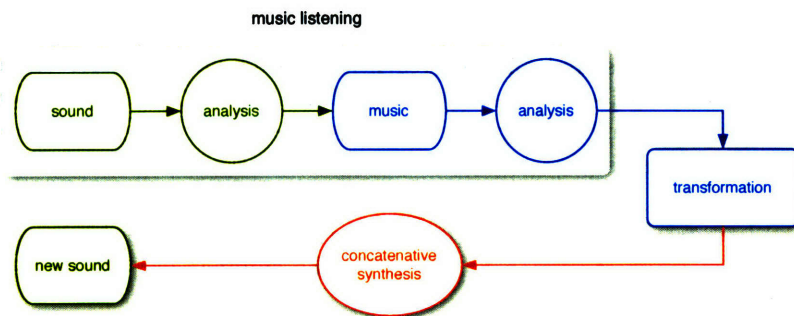 music listening
sound
analysis
music
analysis
transformation
new sound
concatenative
synthesis